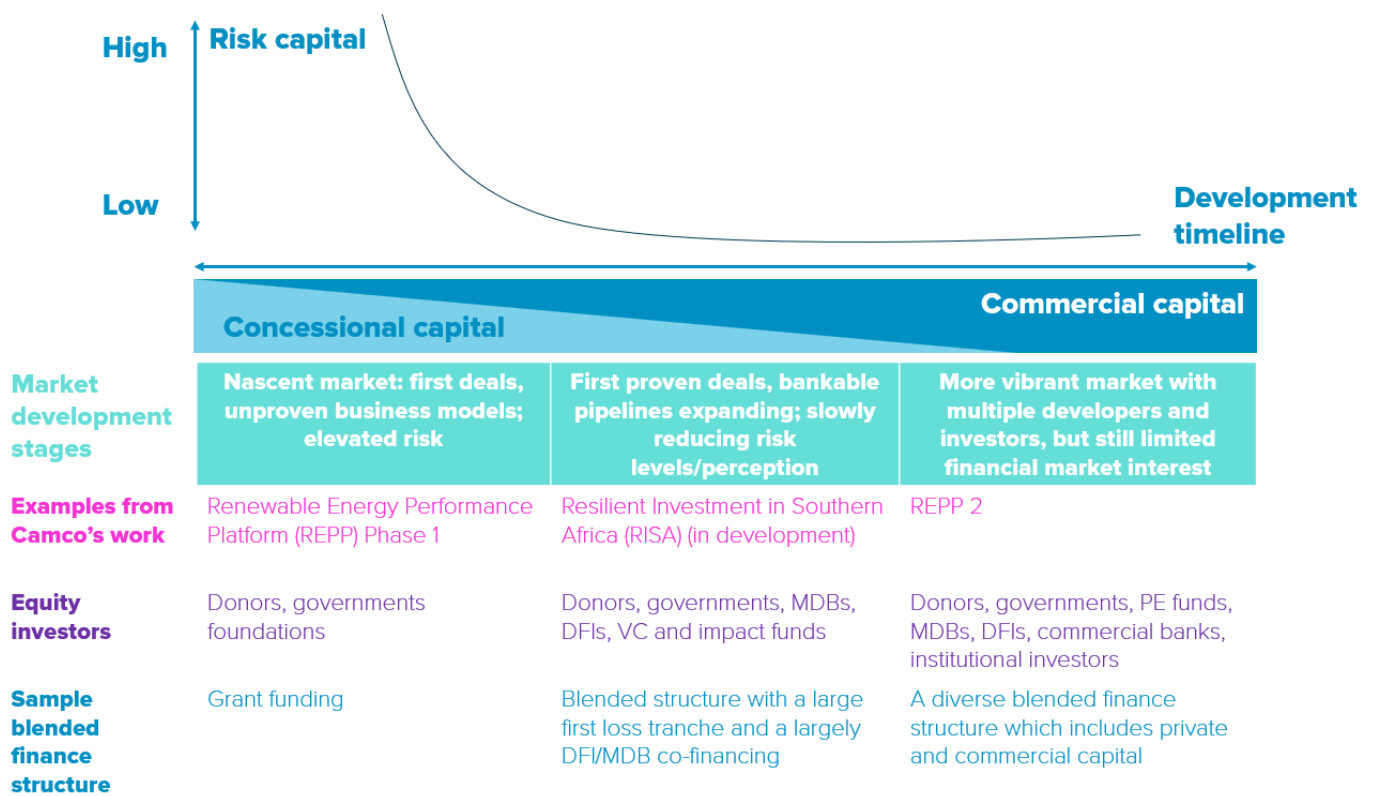 High
Risk capital
Low
Development
timeline
Commercial capital
Concessional capital
Market
development
stages
Nascent market: first deals,
unproven business models;
elevated risk
First proven deals, bankable
pipelines expanding; slowly
reducing risk
levels/perception
More vibrant market with
multiple developers and
investors, but still limited
financial market interest
Examples from
Camco's work
Renewable Energy Performance
Platform (REPP) Phase 1
Resilient Investment in Southern
Africa (RISA) (in development)
REPP 2
Equity
investors
Donors, governments
foundations
Donors, governments, MDBs,
DFIs, VC and impact funds
Donors, governments, PE funds,
MDBs, DFIs, commercial banks,
institutional investors
Sample
blended
finance
structure
Grant funding
Blended structure with a large
first loss tranche and a largely
DFI/MDB co-financing
A diverse blended finance
structure which includes private
and commercial capital